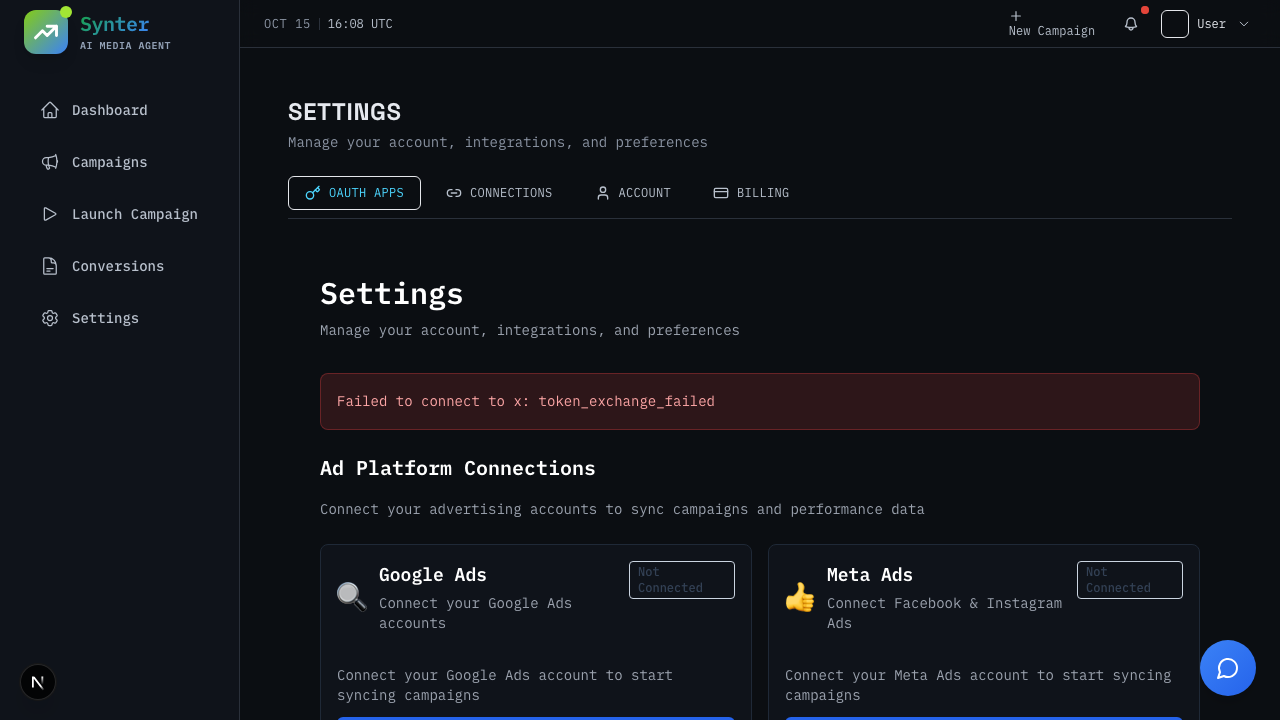 Synter
AI MEDIA AGENT
OCT 15
16:08 UTC
New Campaign
User
Dashboard
Campaigns
Launch Campaign
Conversions
Settings
SETTINGS
Manage your account, integrations, and preferences
OAUTH APPS
CONNECTIONS
ACCOUNT
BILLING
Settings
Manage your account, integrations, and preferences
Failed to connect to x: token_exchange_failed
Ad Platform Connections
Connect your advertising accounts to sync campaigns and performance data
Google Ads
Connect your Google Ads
accounts
Not
Connected
Connect your Google Ads account to start
syncing campaigns
Meta Ads
Connect Facebook & Instagram
Ads
Not
Connected
Connect your Meta Ads account to start syncing
campaigns
N